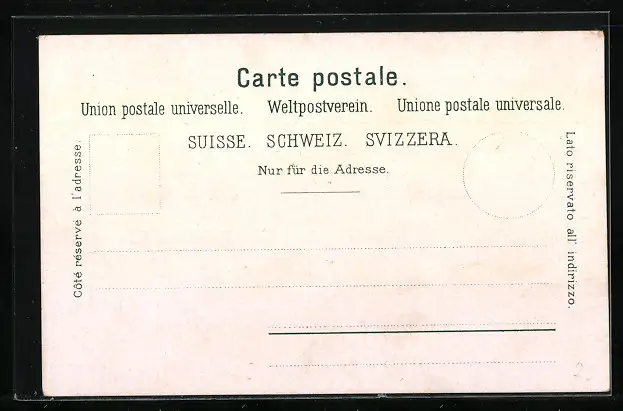 Carte postale.
Union postale universelle. Weltpostverein. Unione postale universale.
SUISSE. SCHWEIZ. SVIZZERA.
Nur für die Adresse.
Côté réservé à l'adresse.
Lato riservato all' indirizzo.